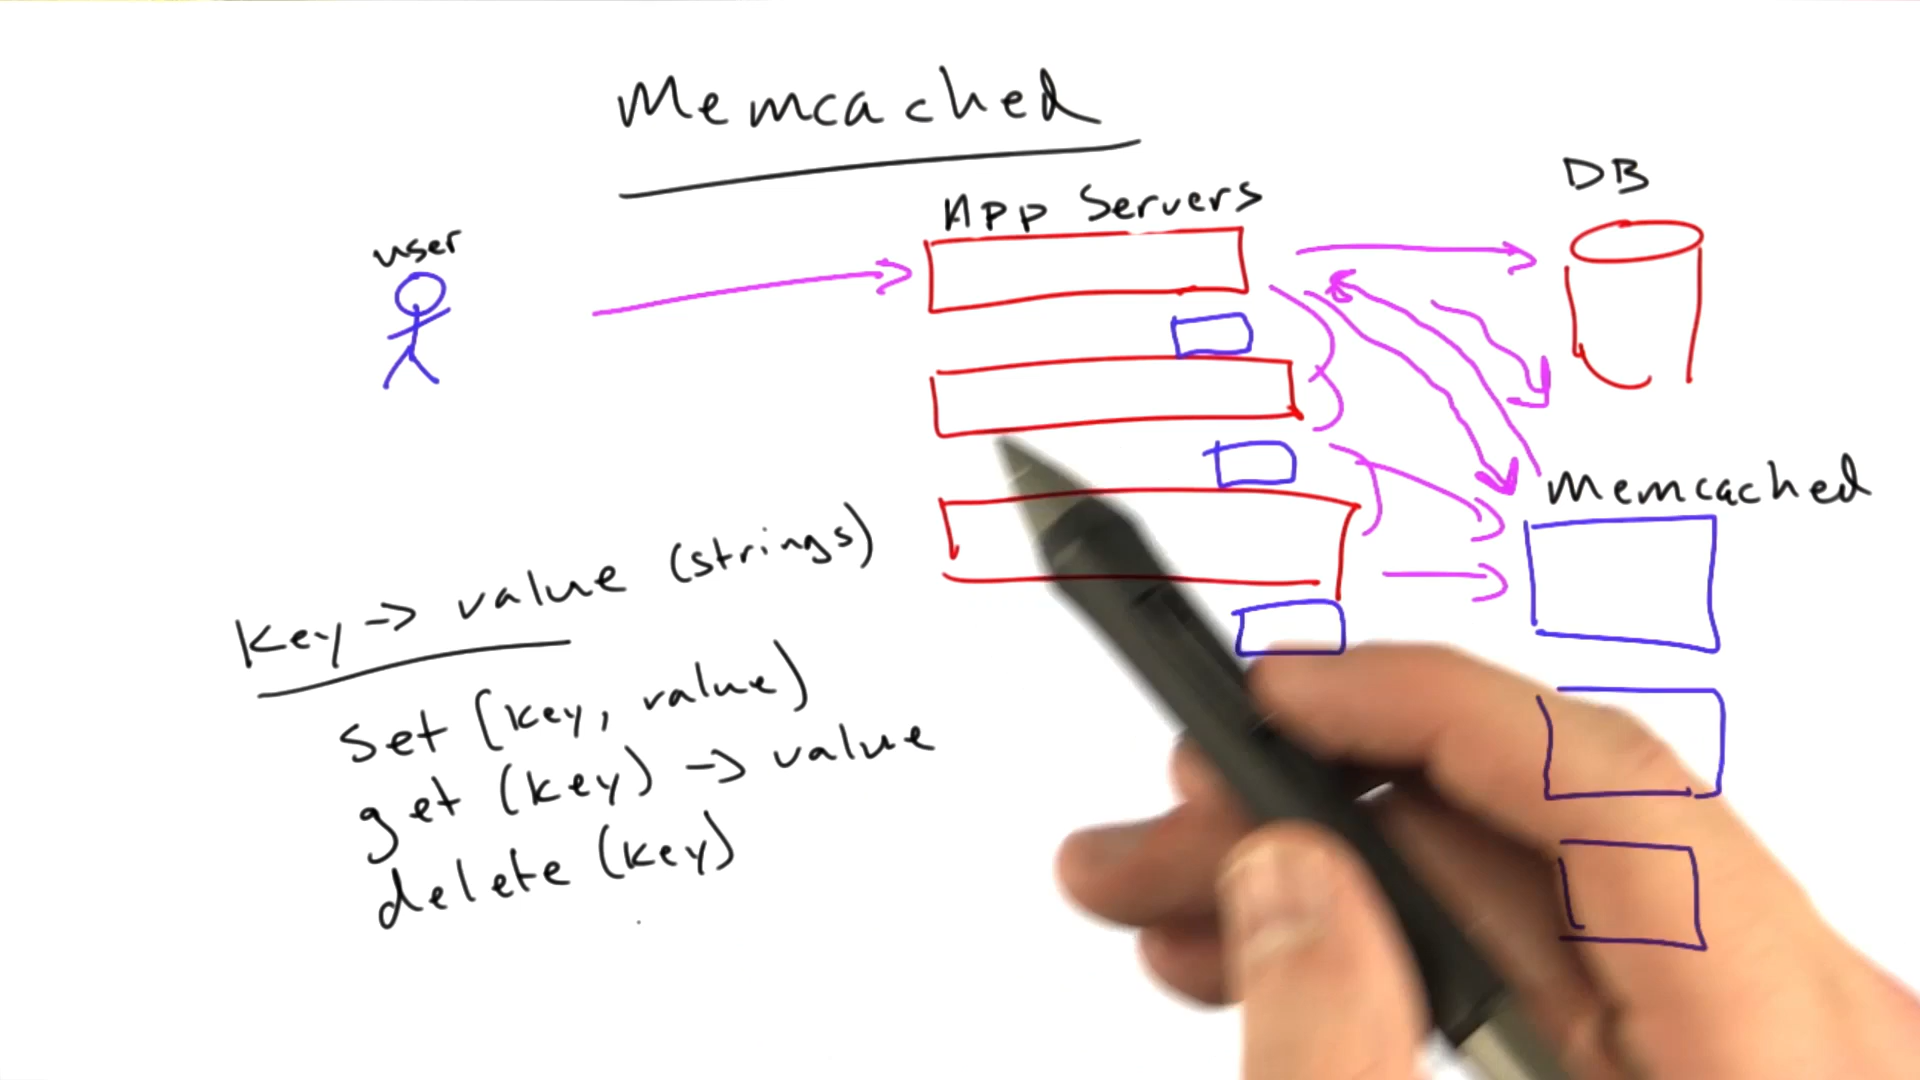 Memcached
App Servers
DB
user
Memcached
key -> value (strings)
set (key, value)
get (key) -> value
delete (key)